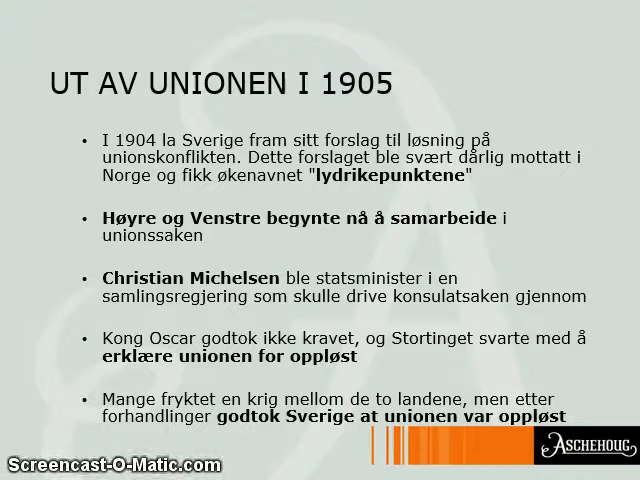 UT AV UNIONEN I 1905
• I 1904 la Sverige fram sitt forslag til løsning på
unionskonflikten. Dette forslaget ble svært dårlig mottatt i
Norge og fikk økenavnet "lydrikepunktene"
• Høyre og Venstre begynte nå å samarbeide i
unionssaken
• Christian Michelsen ble statsminister i en
samlingsregjering som skulle drive konsulatsaken gjennom
• Kong Oscar godtok ikke kravet, og Stortinget svarte med å
erklære unionen for oppløst
• Mange fryktet en krig mellom de to landene, men etter
forhandlinger godtok Sverige at unionen var oppløst
ASCHEHOUG
Screencast-O-Matic.com